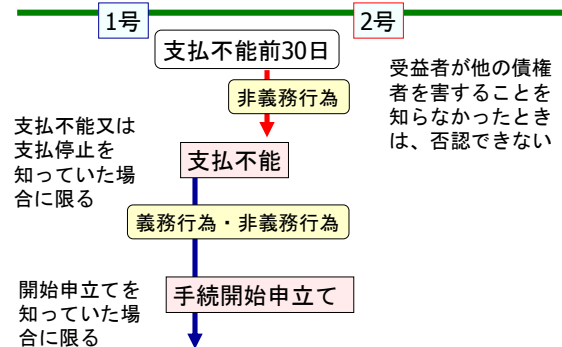 1号
2号
支払不能前30日
非義務行為
受益者が他の債権
者を害することを
知らなかったとき
は、否認できない
支払不能又は
支払停止を
知っていた場
合に限る
支払不能
義務行為・非義務行為
開始申立てを
知っていた場
合に限る
手続開始申立て